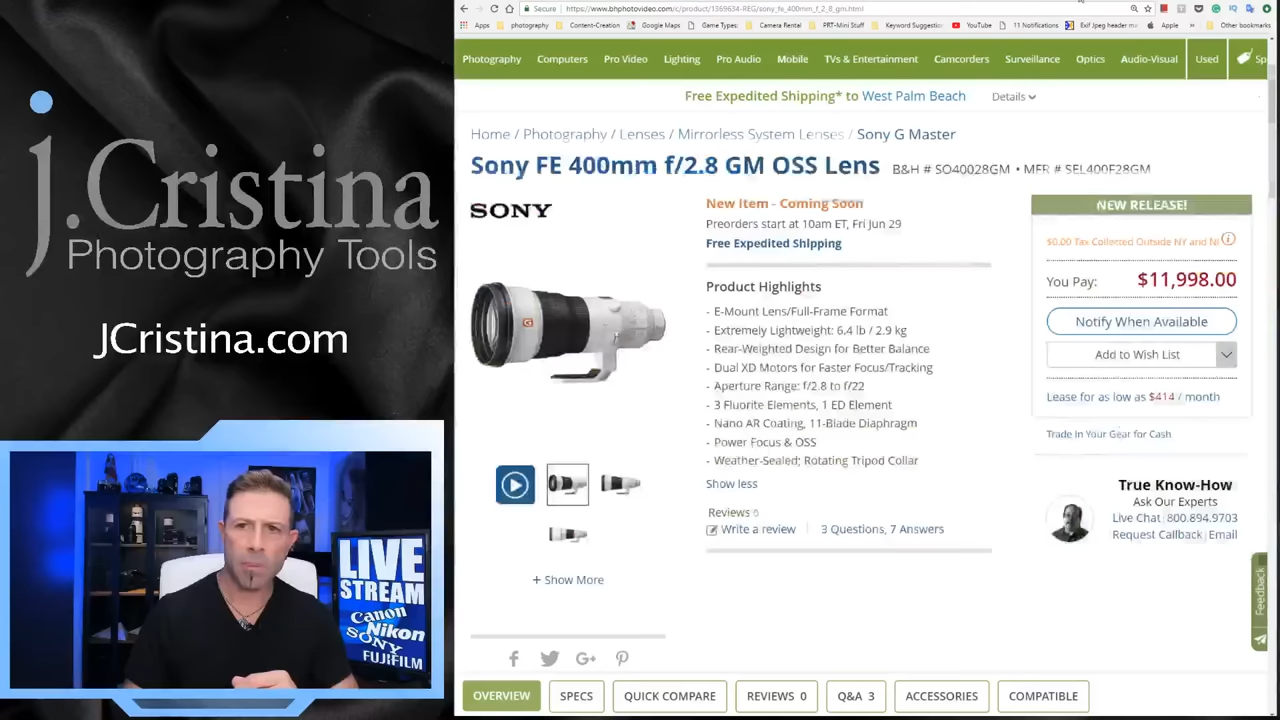 J.Cristina
Photography Tools
JCristina.com
LIVE
STREAM
Canon
Nikon
SONY
FUJIFILM
Secure
https://www.bhphotovideo.com/c/product/1369634-REG/sony_fe_400mm_f_2_8_gm.html
Apps photography Content-Creation Google Maps Game Types: Camera Rental PRT-Mini Stuff Keyword Suggestion YouTube 11 Notifications Exif Jpeg header m Apple » Other bookmarks
Photography Computers Pro Video Lighting Pro Audio Mobile TVs & Entertainment Camcorders Surveillance Optics Audio-Visual Used Sp
Free Expedited Shipping* to West Palm Beach Details
Home / Photography / Lenses / Mirrorless System Lenses / Sony G Master
Sony FE 400mm f/2.8 GM OSS Lens B&H # SO40028GM • MFR # SEL400F28GM
SONY
G
New Item - Coming Soon
Preorders start at 10am ET, Fri Jun 29
Free Expedited Shipping
Product Highlights
- E-Mount Lens/Full-Frame Format
- Extremely Lightweight: 6.4 lb / 2.9 kg
- Rear-Weighted Design for Better Balance
- Dual XD Motors for Faster Focus/Tracking
- Aperture Range: f/2.8 to f/22
- 3 Fluorite Elements, 1 ED Element
- Nano AR Coating, 11-Blade Diaphragm
- Power Focus & OSS
- Weather-Sealed; Rotating Tripod Collar
Show less
Reviews
Write a review 3 Questions, 7 Answers
+ Show More
NEW RELEASE!
$0.00 Tax Collected Outside NY and NJ
You Pay: $11,998.00
Notify When Available
Add to Wish List
Lease for as low as $414 / month
Trade In Your Gear for Cash
True Know-How
Ask Our Experts
Live Chat 800.894.9703
Request Callback Email
Feedback
OVERVIEW SPECS QUICK COMPARE REVIEWS 0 Q&A 3 ACCESSORIES COMPATIBLE